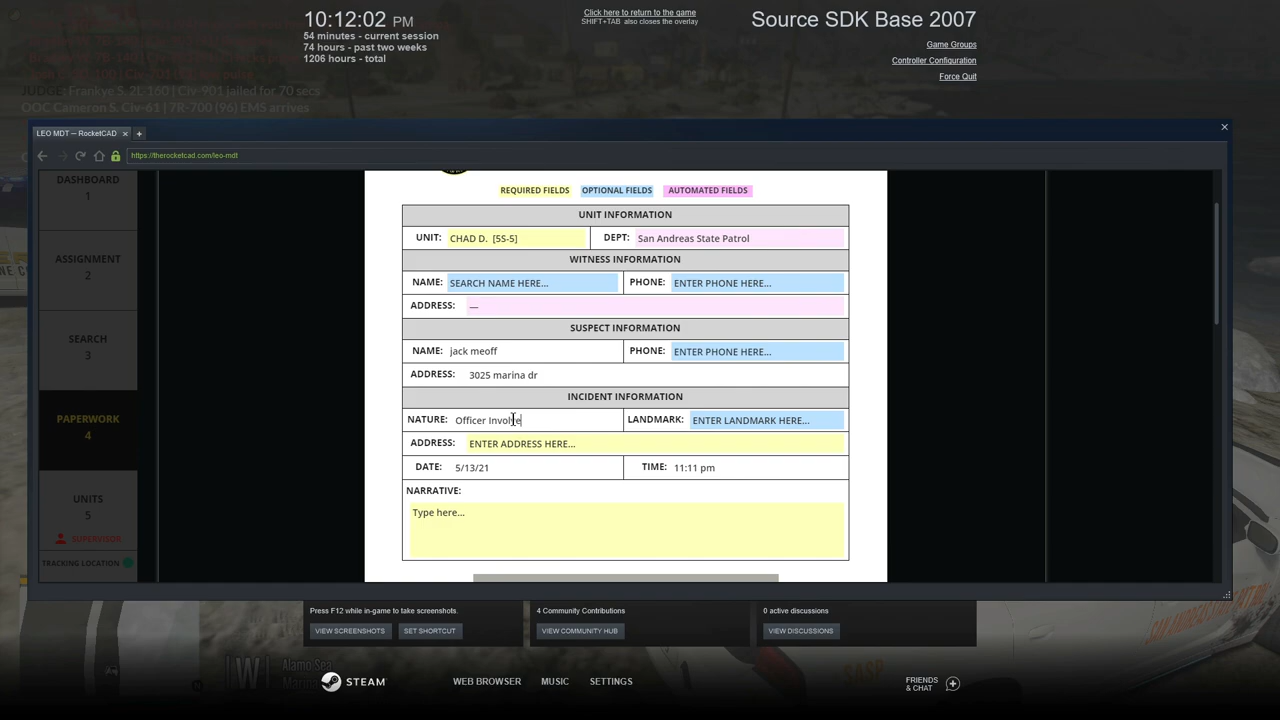 10:12:02 PM
54 minutes - current session
74 hours - past two weeks
1206 hours - total
Click here to return to the game
SHIFT+TAB also closes the overlay
Source SDK Base 2007
Game Groups
Controller Configuration
Force Quit
JUDGE: Frankye S. 2L-160 | Civ-901 jailed for 70 secs
OOC Cameron S. Civ-61 | 7R-700 (96) EMS arrives
LEO MDT — RocketCAD
https://therocketcad.com/leo-mdt
DASHBOARD
1
ASSIGNMENT
2
SEARCH
3
PAPERWORK
4
UNITS
5
SUPERVISOR
TRACKING LOCATION
REQUIRED FIELDS OPTIONAL FIELDS AUTOMATED FIELDS
UNIT INFORMATION
UNIT: CHAD D. [5S-5] DEPT: San Andreas State Patrol
WITNESS INFORMATION
NAME: SEARCH NAME HERE... PHONE: ENTER PHONE HERE...
ADDRESS: —
SUSPECT INFORMATION
NAME: jack meoff PHONE: ENTER PHONE HERE...
ADDRESS: 3025 marina dr
INCIDENT INFORMATION
NATURE: Officer Involve LANDMARK: ENTER LANDMARK HERE...
ADDRESS: ENTER ADDRESS HERE...
DATE: 5/13/21 TIME: 11:11 pm
NARRATIVE:
Type here...
Press F12 while in-game to take screenshots.
VIEW SCREENSHOTS SET SHORTCUT
4 Community Contributions
VIEW COMMUNITY HUB
0 active discussions
VIEW DISCUSSIONS
W
Alamo Sea
STEAM
WEB BROWSER MUSIC SETTINGS
FRIENDS
& CHAT